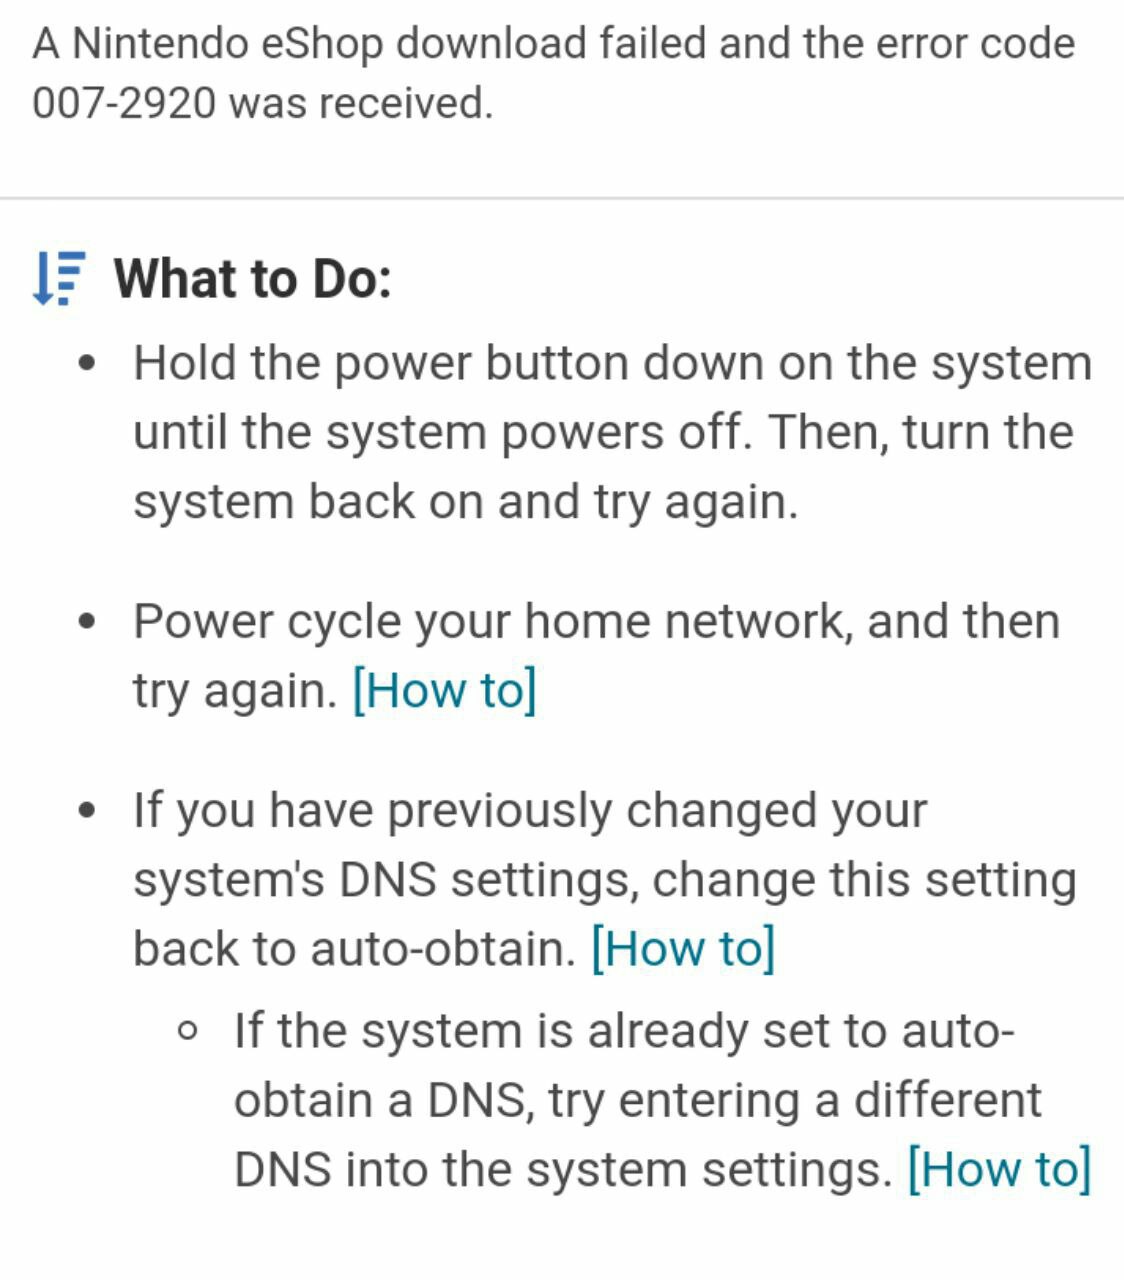 A Nintendo eShop download failed and the error code
007-2920 was received.
What to Do:
• Hold the power button down on the system
until the system powers off. Then, turn the
system back on and try again.
• Power cycle your home network, and then
try again. [How to]
• If you have previously changed your
system's DNS settings, change this setting
back to auto-obtain. [How to]
○ If the system is already set to auto-
obtain a DNS, try entering a different
DNS into the system settings. [How to]